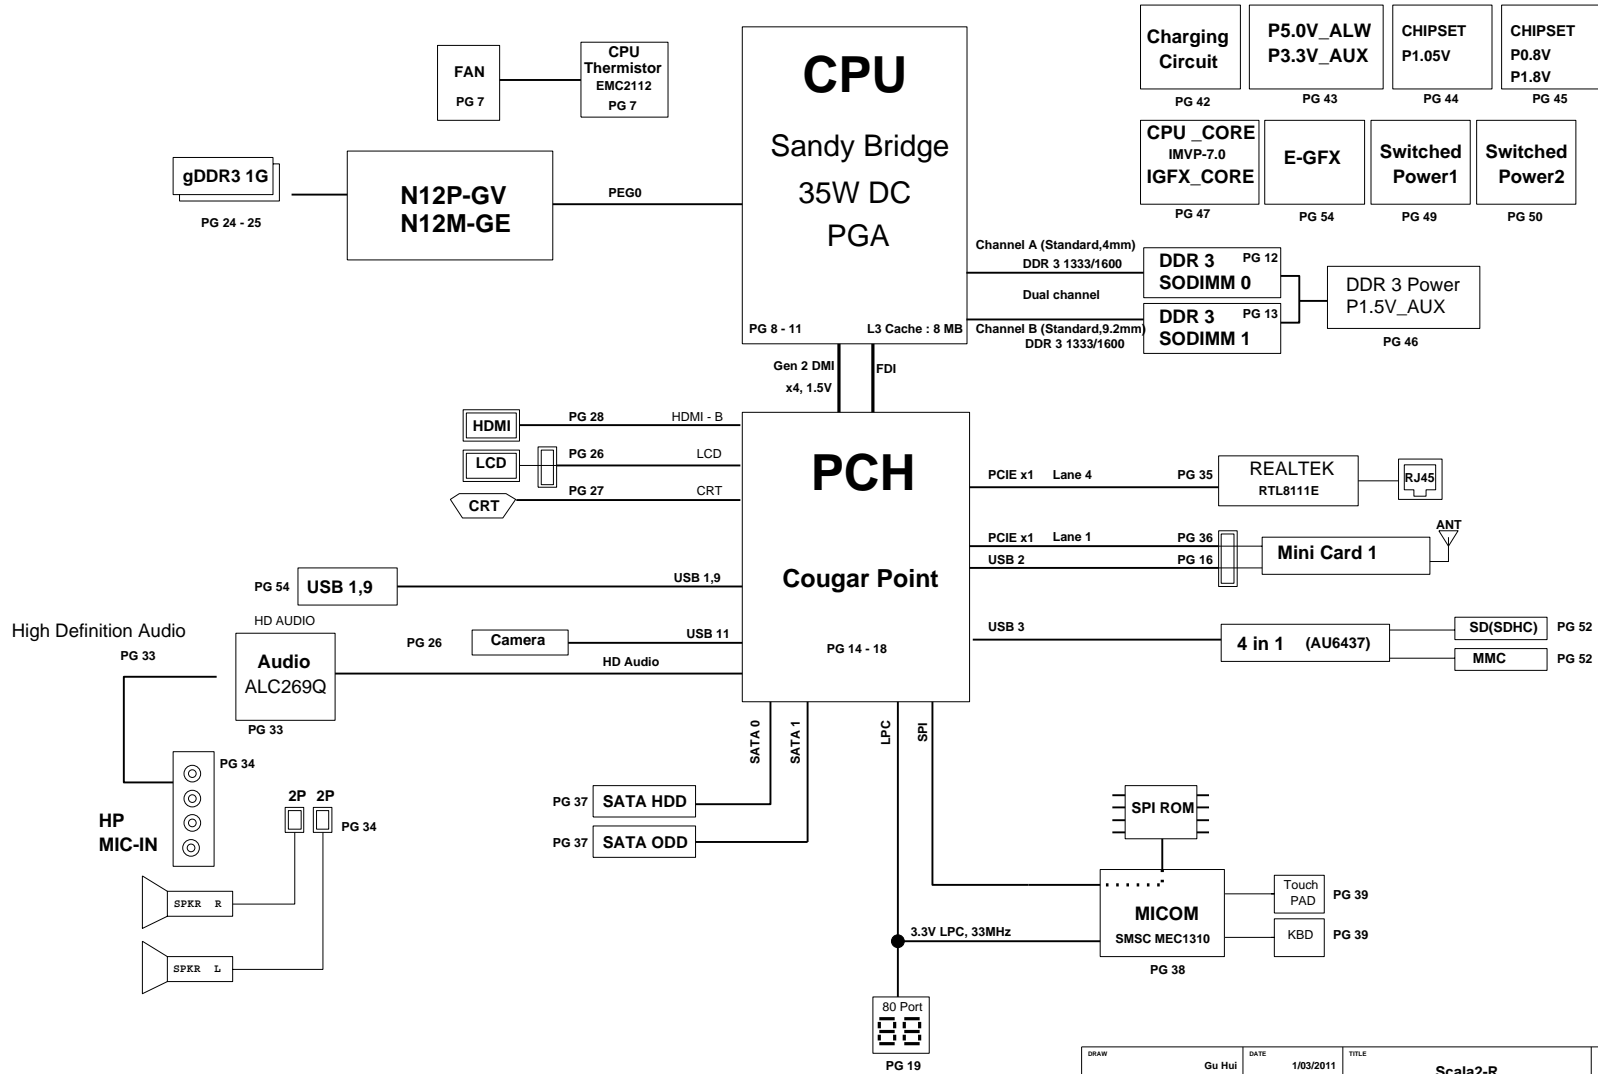 FAN
PG 7
CPU
Thermistor
EMC2112
PG 7
CPU
Sandy Bridge
35W DC
PGA
PG 8 - 11
L3 Cache : 8 MB
Charging
Circuit
PG 42
P5.0V_ALW
P3.3V_AUX
PG 43
CHIPSET
P1.05V
PG 44
CHIPSET
P0.8V
P1.8V
PG 45
CPU _CORE
IMVP-7.0
IGFX_CORE
PG 47
E-GFX
PG 54
Switched
Power1
PG 49
Switched
Power2
PG 50
gDDR3 1G
PG 24 - 25
N12P-GV
N12M-GE
PEG0
Channel A (Standard,4mm)
DDR 3 1333/1600
Dual channel
Channel B (Standard,9.2mm)
DDR 3 1333/1600
DDR 3
PG 12
SODIMM 0
DDR 3
PG 13
SODIMM 1
DDR 3 Power
P1.5V_AUX
PG 46
Gen 2 DMI
x4, 1.5V
FDI
HDMI
PG 28
HDMI - B
LCD
PG 26
LCD
CRT
PG 27
CRT
PCH
Cougar Point
PG 14 - 18
PCIE x1 Lane 4
PG 35
REALTEK
RTL8111E
RJ45
PCIE x1 Lane 1
PG 36
USB 2
PG 16
Mini Card 1
ANT
PG 54
USB 1,9
USB 1,9
USB 3
4 in 1 (AU6437)
SD(SDHC)
PG 52
MMC
PG 52
High Definition Audio
PG 33
HD AUDIO
Audio
ALC269Q
PG 33
PG 26
Camera
USB 11
HD Audio
SATA 0
SATA 1
LPC
SPI
PG 34
HP
MIC-IN
2P 2P
PG 34
SPKR R
SPKR L
PG 37
SATA HDD
PG 37
SATA ODD
SPI ROM
MICOM
SMSC MEC1310
PG 38
Touch
PAD
PG 39
KBD
PG 39
3.3V LPC, 33MHz
80 Port
88
PG 19
DRAW
Gu Hui
DATE
1/03/2011
TITLE
Scala2-R